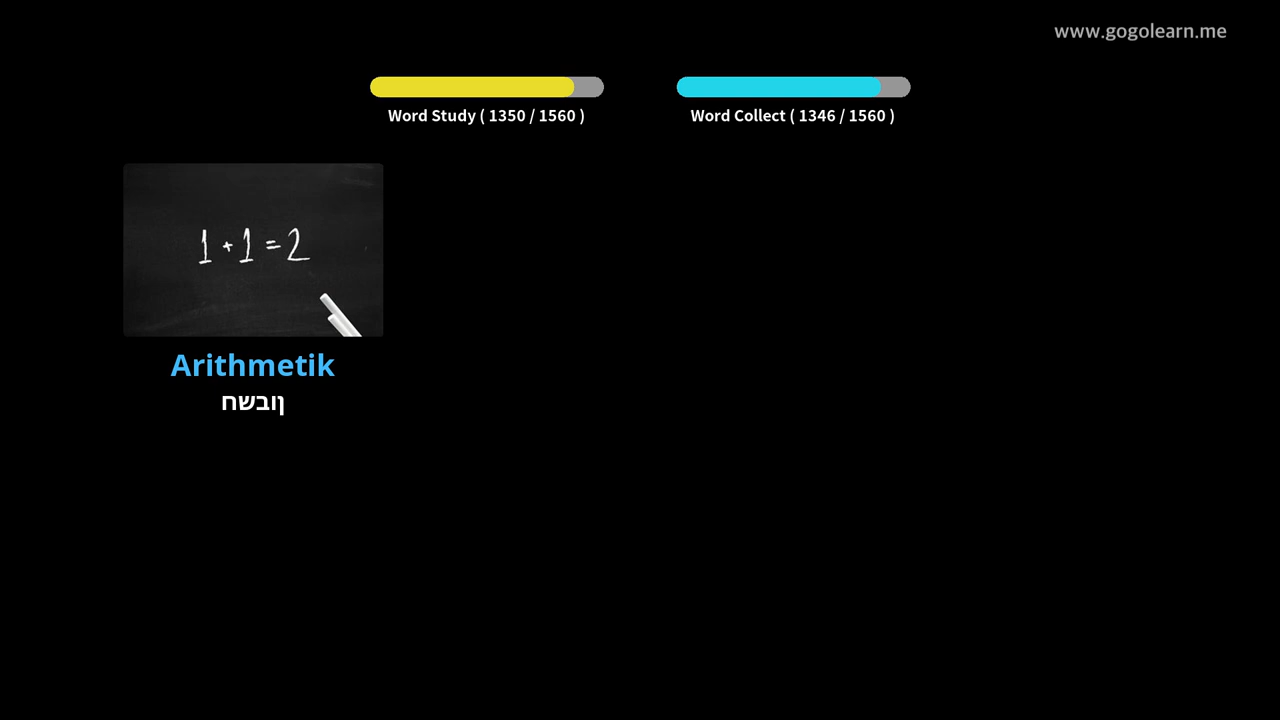 www.gogolearn.me
Word Study ( 1350 / 1560 )
Word Collect ( 1346 / 1560 )
1 + 1 = 2
Arithmetik
חשבון